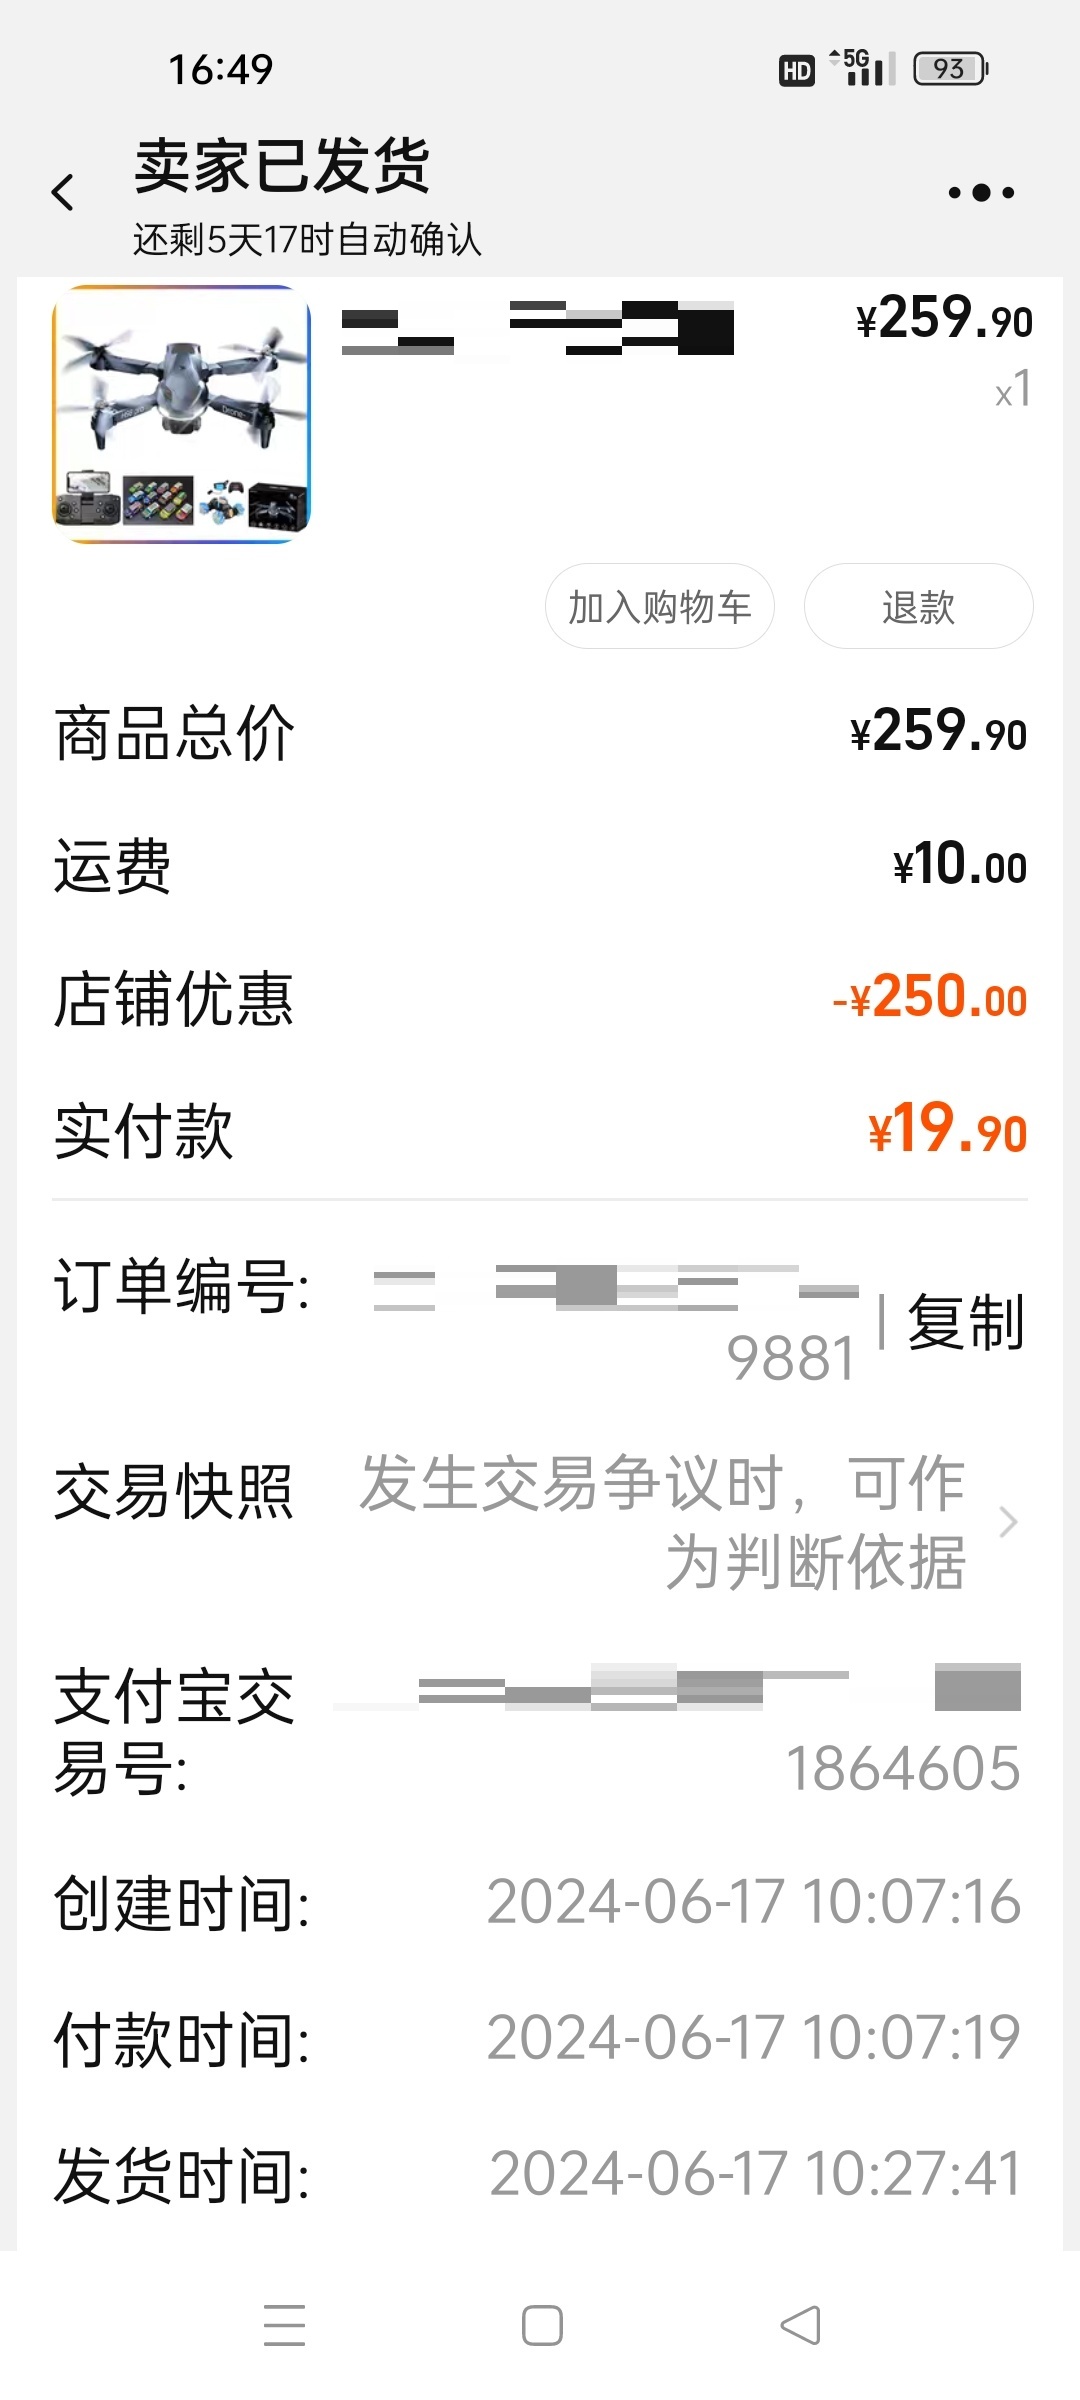 16:49
HD 5G 93
卖家已发货
还剩5天17时自动确认
¥259.90
x1
加入购物车
退款
商品总价 ¥259.90
运费 ¥10.00
店铺优惠 -¥250.00
实付款 ¥19.90
订单编号:
9881
复制
交易快照 发生交易争议时，可作
为判断依据
支付宝交
易号:
1864605
创建时间: 2024-06-17 10:07:16
付款时间: 2024-06-17 10:07:19
发货时间: 2024-06-17 10:27:41